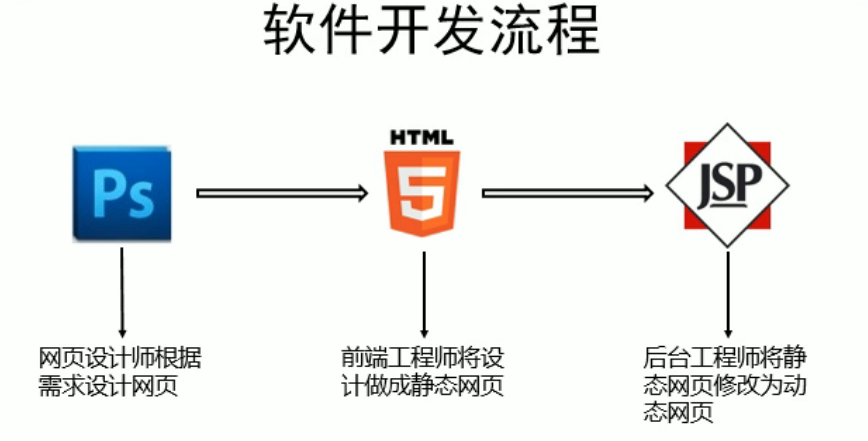 软件开发流程
Ps
HTML
5
JSP
网页设计师根据
需求设计网页
前端工程师将设
计做成静态网页
后台工程师将静
态网页修改为动
态网页